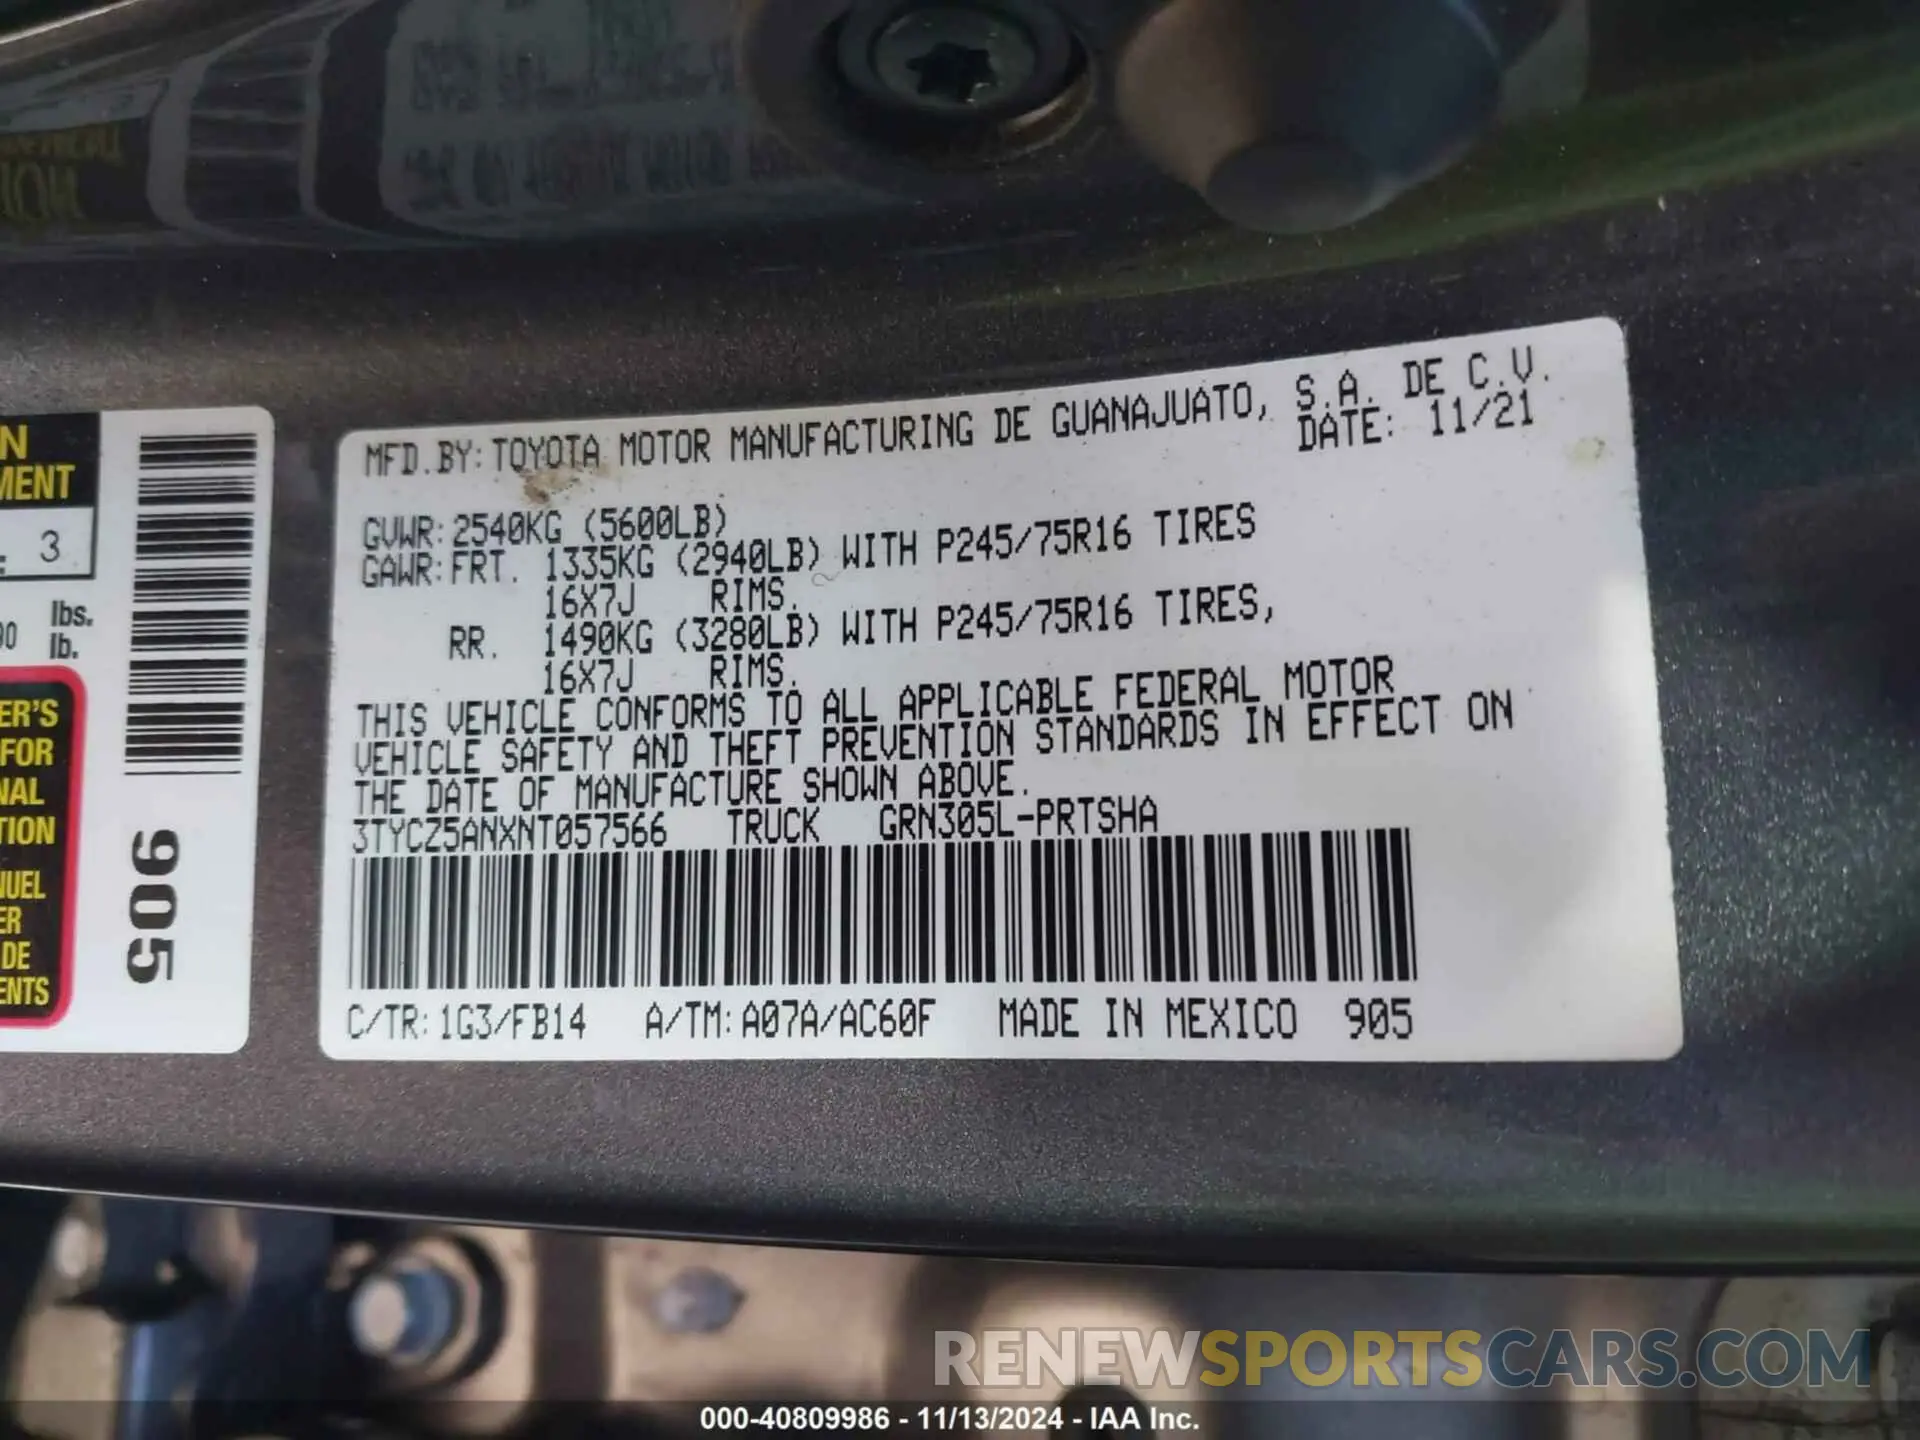 MFD.BY:TOYOTA MOTOR MANUFACTURING DE GUANAJUATO, S.A. DE C.V.
DATE: 11/21
GVWR:2540KG (5600LB)
GAWR:FRT. 1335KG (2940LB) WITH P245/75R16 TIRES
16X7J RIMS.
RR. 1490KG (3280LB) WITH P245/75R16 TIRES,
16X7J RIMS.
THIS VEHICLE CONFORMS TO ALL APPLICABLE FEDERAL MOTOR
VEHICLE SAFETY AND THEFT PREVENTION STANDARDS IN EFFECT ON
THE DATE OF MANUFACTURE SHOWN ABOVE.
3TYCZ5ANXNT057566 TRUCK GRN305L-PRTSHA
C/TR:1G3/FB14 A/TM:A07A/AC60F MADE IN MEXICO 905
3
lbs.
lb.
FOR
DE
905
RENEWSPORTSCARS.COM
000-40809986 - 11/13/2024 - IAA Inc.